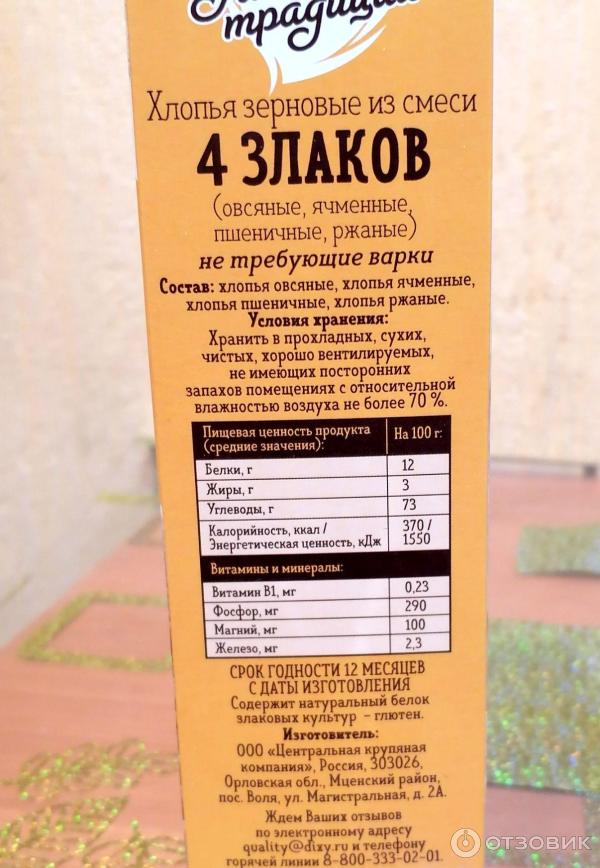 традиции
Хлопья зерновые из смеси
4 ЗЛАКОВ
(овсяные, ячменные,
пшеничные, ржаные)
не требующие варки
Состав: хлопья овсяные, хлопья ячменные,
хлопья пшеничные, хлопья ржаные.
Условия хранения:
Хранить в прохладных, сухих,
чистых, хорошо вентилируемых,
не имеющих посторонних
запахов помещениях с относительной
влажностью воздуха не более 70 %.
Пищевая ценность продукта
(средние значения): На 100 г:
Белки, г 12
Жиры, г 3
Углеводы, г 73
Калорийность, ккал / 370 /
Энергетическая ценность, кДж 1550
Витамины и минералы:
Витамин В1, мг 0,23
Фосфор, мг 290
Магний, мг 100
Железо, мг 2,3
СРОК ГОДНОСТИ 12 МЕСЯЦЕВ
С ДАТЫ ИЗГОТОВЛЕНИЯ
Содержит натуральный белок
злаковых культур – глютен.
Изготовитель:
ООО «Центральная крупяная
компания», Россия, 303026,
Орловская обл., Мценский район,
пос. Воля, ул. Магистральная, д. 2А.
Ждем Ваших отзывов
по электронному адресу
quality@dixy.ru и телефону
горячей линии 8-800-333-02-01.
ОТЗОВИК